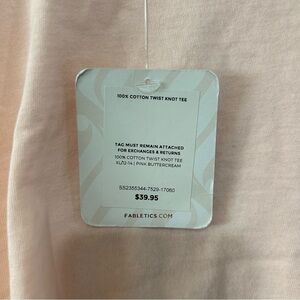 100% COTTON TWIST KNOT TEE
TAG MUST REMAIN ATTACHED
FOR EXCHANGES & RETURNS
100% COTTON TWIST KNOT TEE
XL/12-14 | PINK BUTTERCREAM
SS2355344-7529-17060
$39.95
FABLETICS.COM